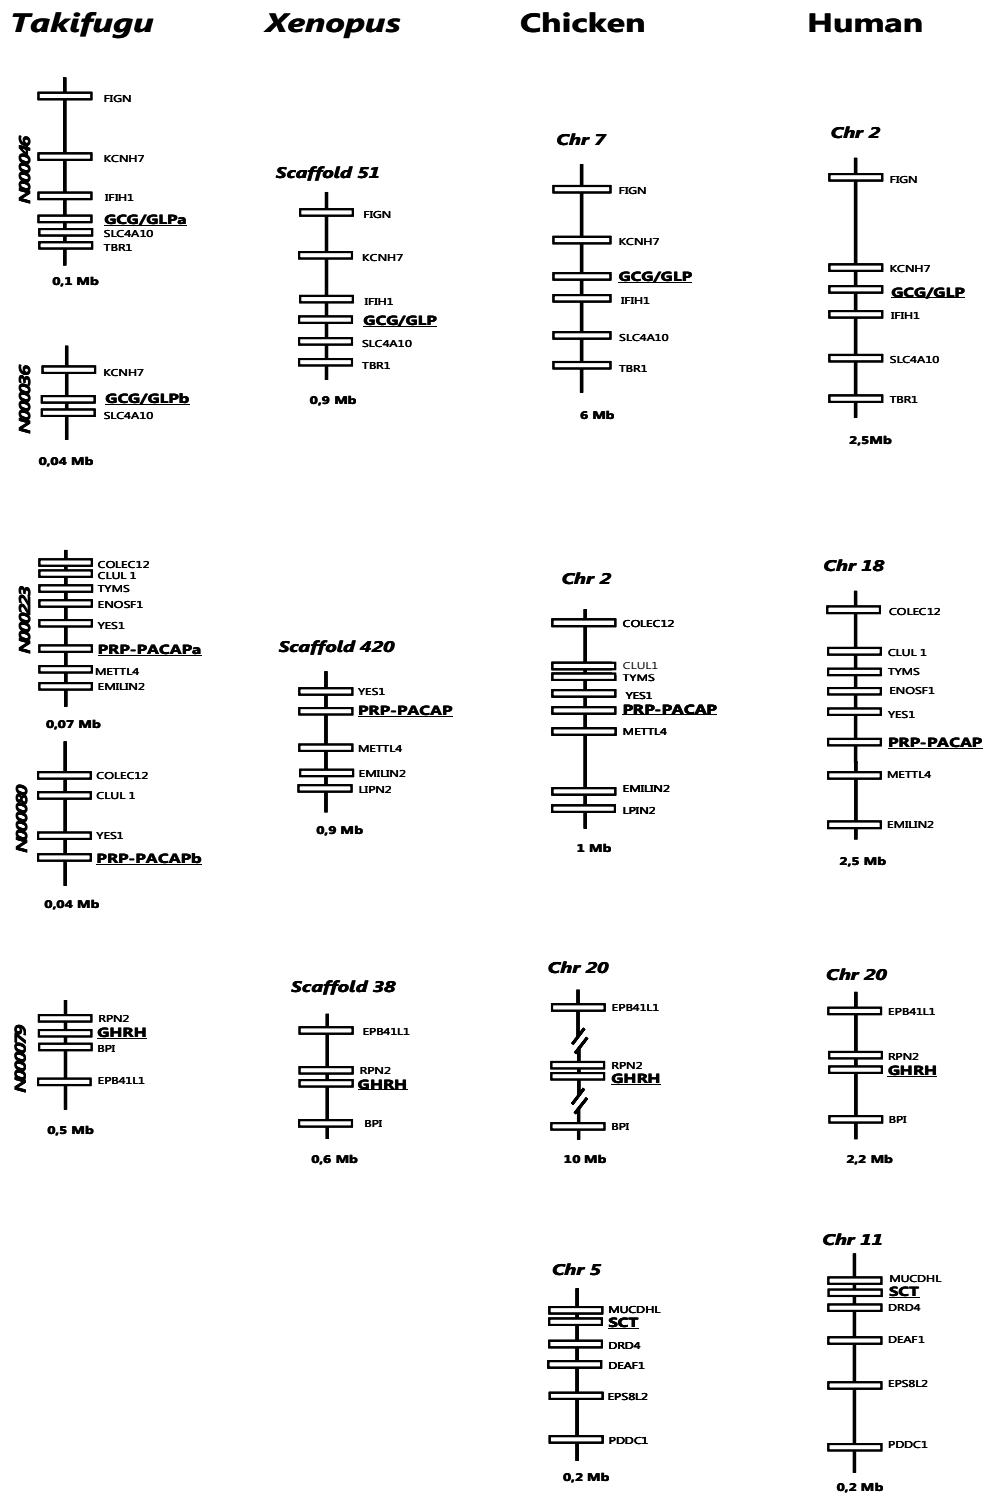 Takifugu
Xenopus
Chicken
Human
N000046
FIGN
KCNH7
IFIH1
GCG/GLPa
SLC4A10
TBR1
0,1 Mb
N000036
KCNH7
GCG/GLPb
SLC4A10
0,04 Mb
Scaffold 51
FIGN
KCNH7
IFIH1
GCG/GLP
SLC4A10
TBR1
0,9 Mb
Chr 7
FIGN
KCNH7
GCG/GLP
IFIH1
SLC4A10
TBR1
6 Mb
Chr 2
FIGN
KCNH7
GCG/GLP
IFIH1
SLC4A10
TBR1
2,5Mb
N000223
COLEC12
CLUL 1
TYMS
ENOSF1
YES1
PRP-PACAPa
METTL4
EMILIN2
0,07 Mb
N000080
COLEC12
CLUL 1
YES1
PRP-PACAPb
0,04 Mb
Scaffold 420
YES1
PRP-PACAP
METTL4
EMILIN2
LIPN2
0,9 Mb
Chr 2
COLEC12
CLUL1
TYMS
YES1
PRP-PACAP
METTL4
EMILIN2
LPIN2
1 Mb
Chr 18
COLEC12
CLUL 1
TYMS
ENOSF1
YES1
PRP-PACAP
METTL4
EMILIN2
2,5 Mb
N000079
RPN2
GHRH
BPI
EPB41L1
0,5 Mb
Scaffold 38
EPB41L1
RPN2
GHRH
BPI
0,6 Mb
Chr 20
EPB41L1
RPN2
GHRH
BPI
10 Mb
Chr 20
EPB41L1
RPN2
GHRH
BPI
2,2 Mb
Chr 5
MUCDHL
SCT
DRD4
DEAF1
EPS8L2
PDDC1
0,2 Mb
Chr 11
MUCDHL
SCT
DRD4
DEAF1
EPS8L2
PDDC1
0,2 Mb